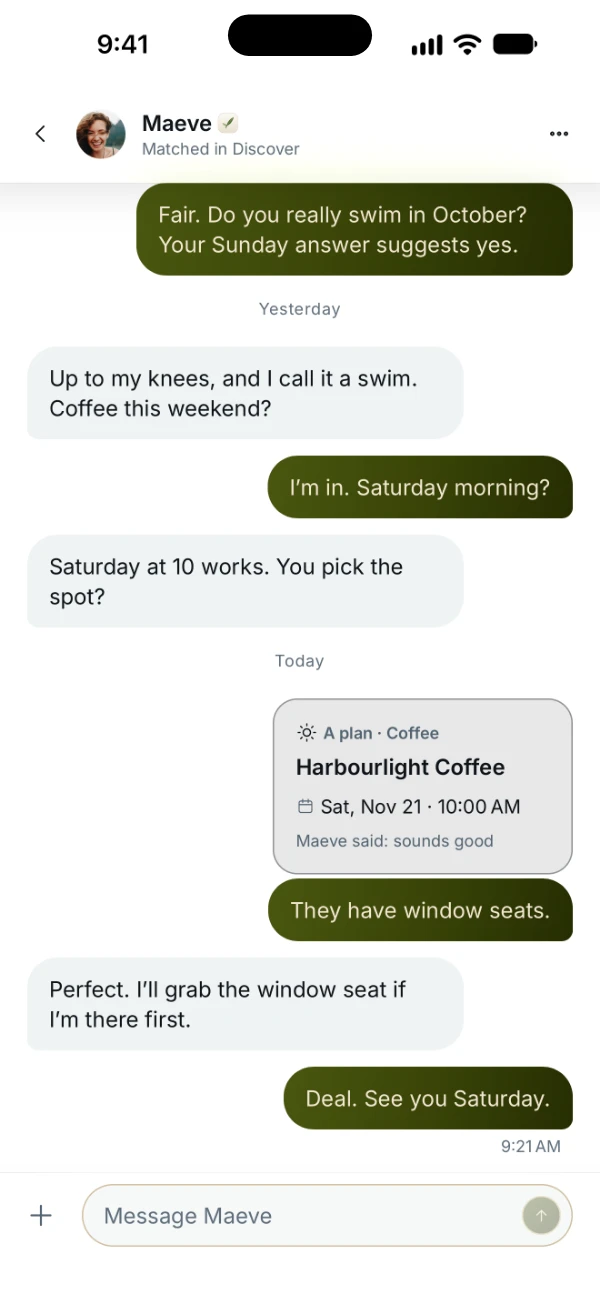 9:41
Maeve
Matched in Discover
Fair. Do you really swim in October?
Your Sunday answer suggests yes.
Yesterday
Up to my knees, and I call it a swim.
Coffee this weekend?
I’m in. Saturday morning?
Saturday at 10 works. You pick the
spot?
Today
A plan · Coffee
Harbourlight Coffee
Sat, Nov 21 · 10:00 AM
Maeve said: sounds good
They have window seats.
Perfect. I’ll grab the window seat if
I’m there first.
Deal. See you Saturday.
9:21 AM
Message Maeve